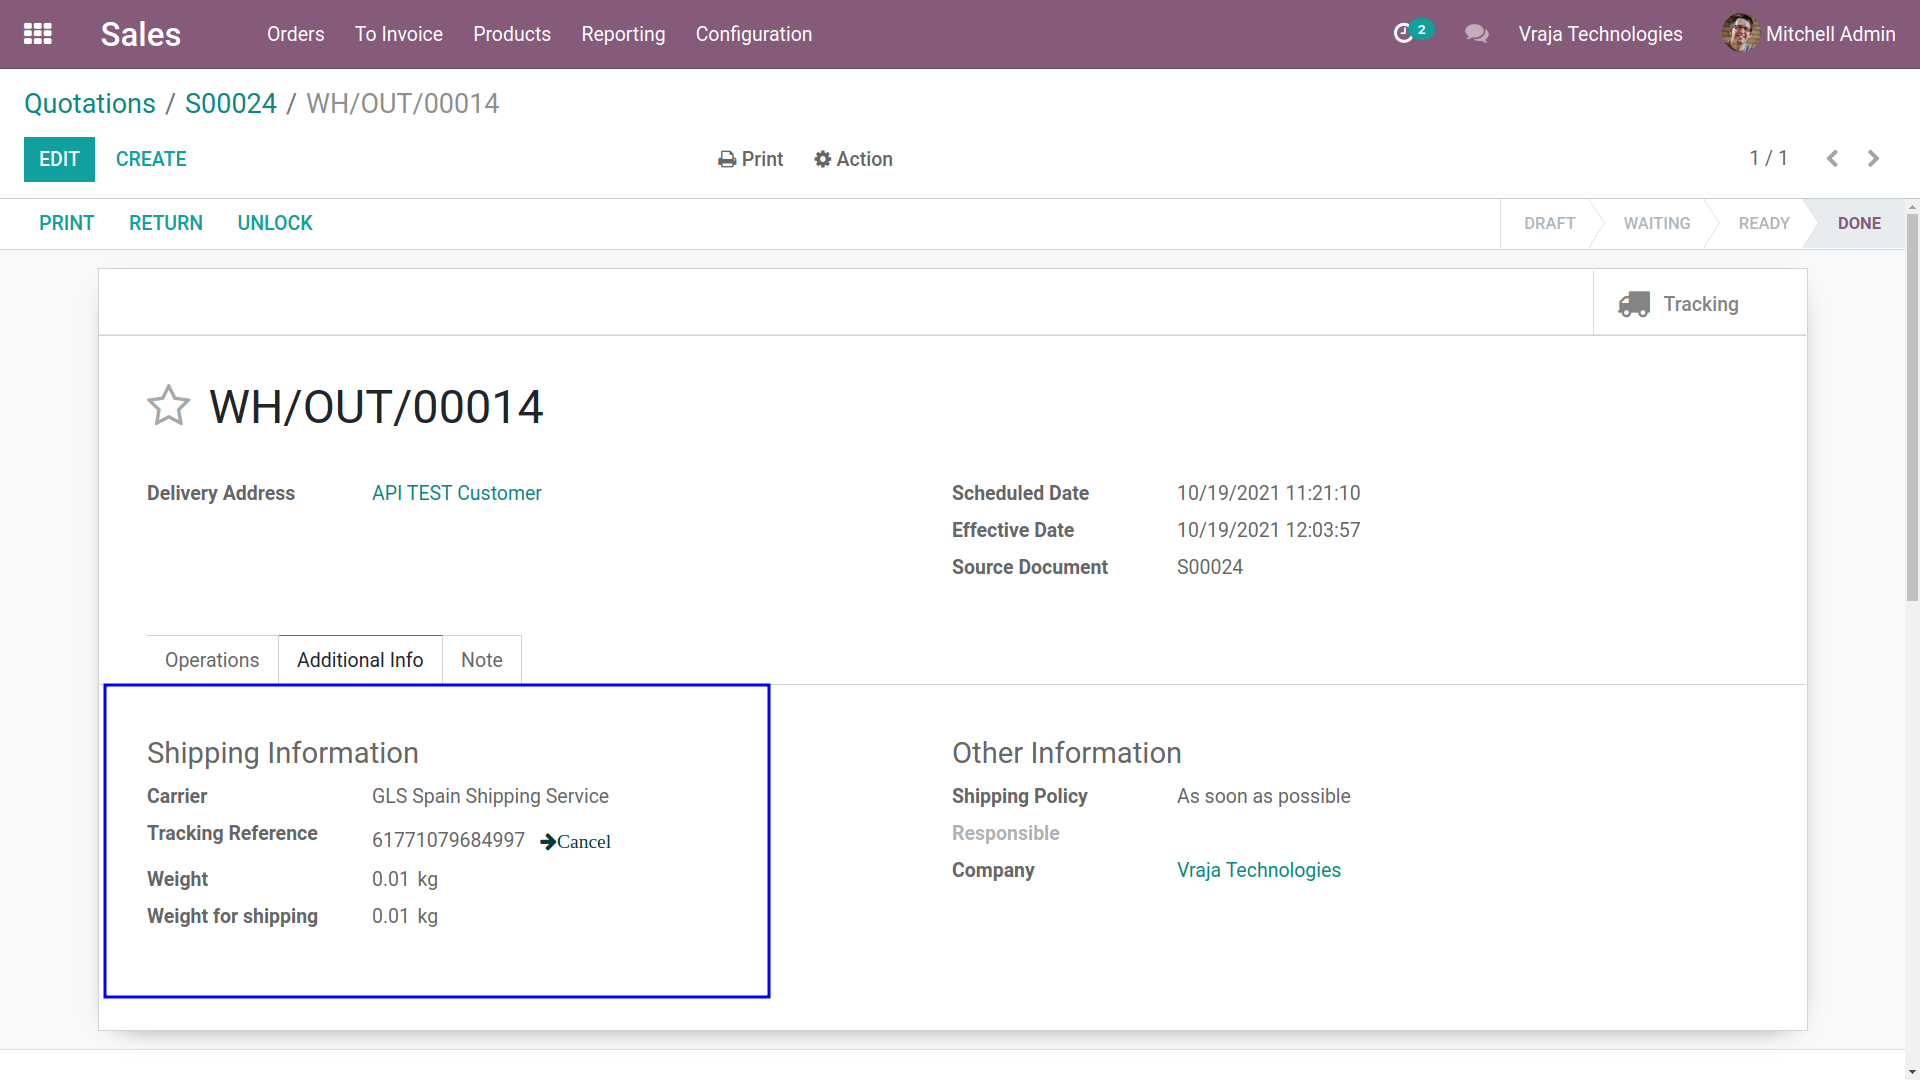 Sales Orders To Invoice Products Reporting Configuration 2 Vraja Technologies Mitchell Admin
Quotations / S00024 / WH/OUT/00014
EDIT CREATE Print Action 1 / 1
PRINT RETURN UNLOCK DRAFT WAITING READY DONE
Tracking
WH/OUT/00014
Delivery Address API TEST Customer
Scheduled Date 10/19/2021 11:21:10
Effective Date 10/19/2021 12:03:57
Source Document S00024
Operations Additional Info Note
Shipping Information
Carrier GLS Spain Shipping Service
Tracking Reference 61771079684997 Cancel
Weight 0.01 kg
Weight for shipping 0.01 kg
Other Information
Shipping Policy As soon as possible
Responsible
Company Vraja Technologies